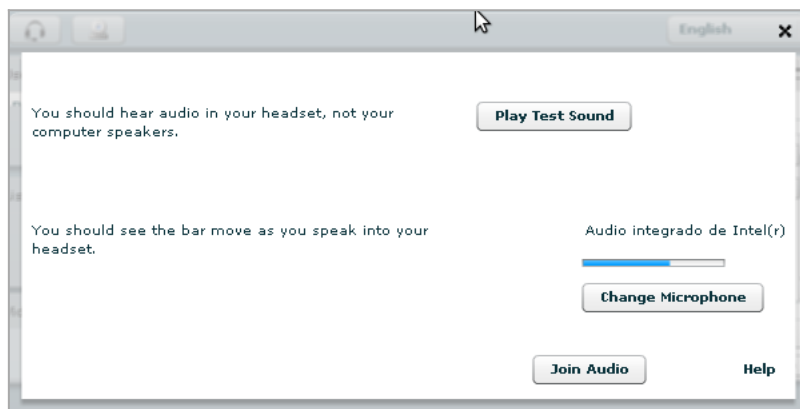 English
You should hear audio in your headset, not your
computer speakers.
Play Test Sound
You should see the bar move as you speak into your
headset.
Audio integrado de Intel(r)
Change Microphone
Join Audio
Help